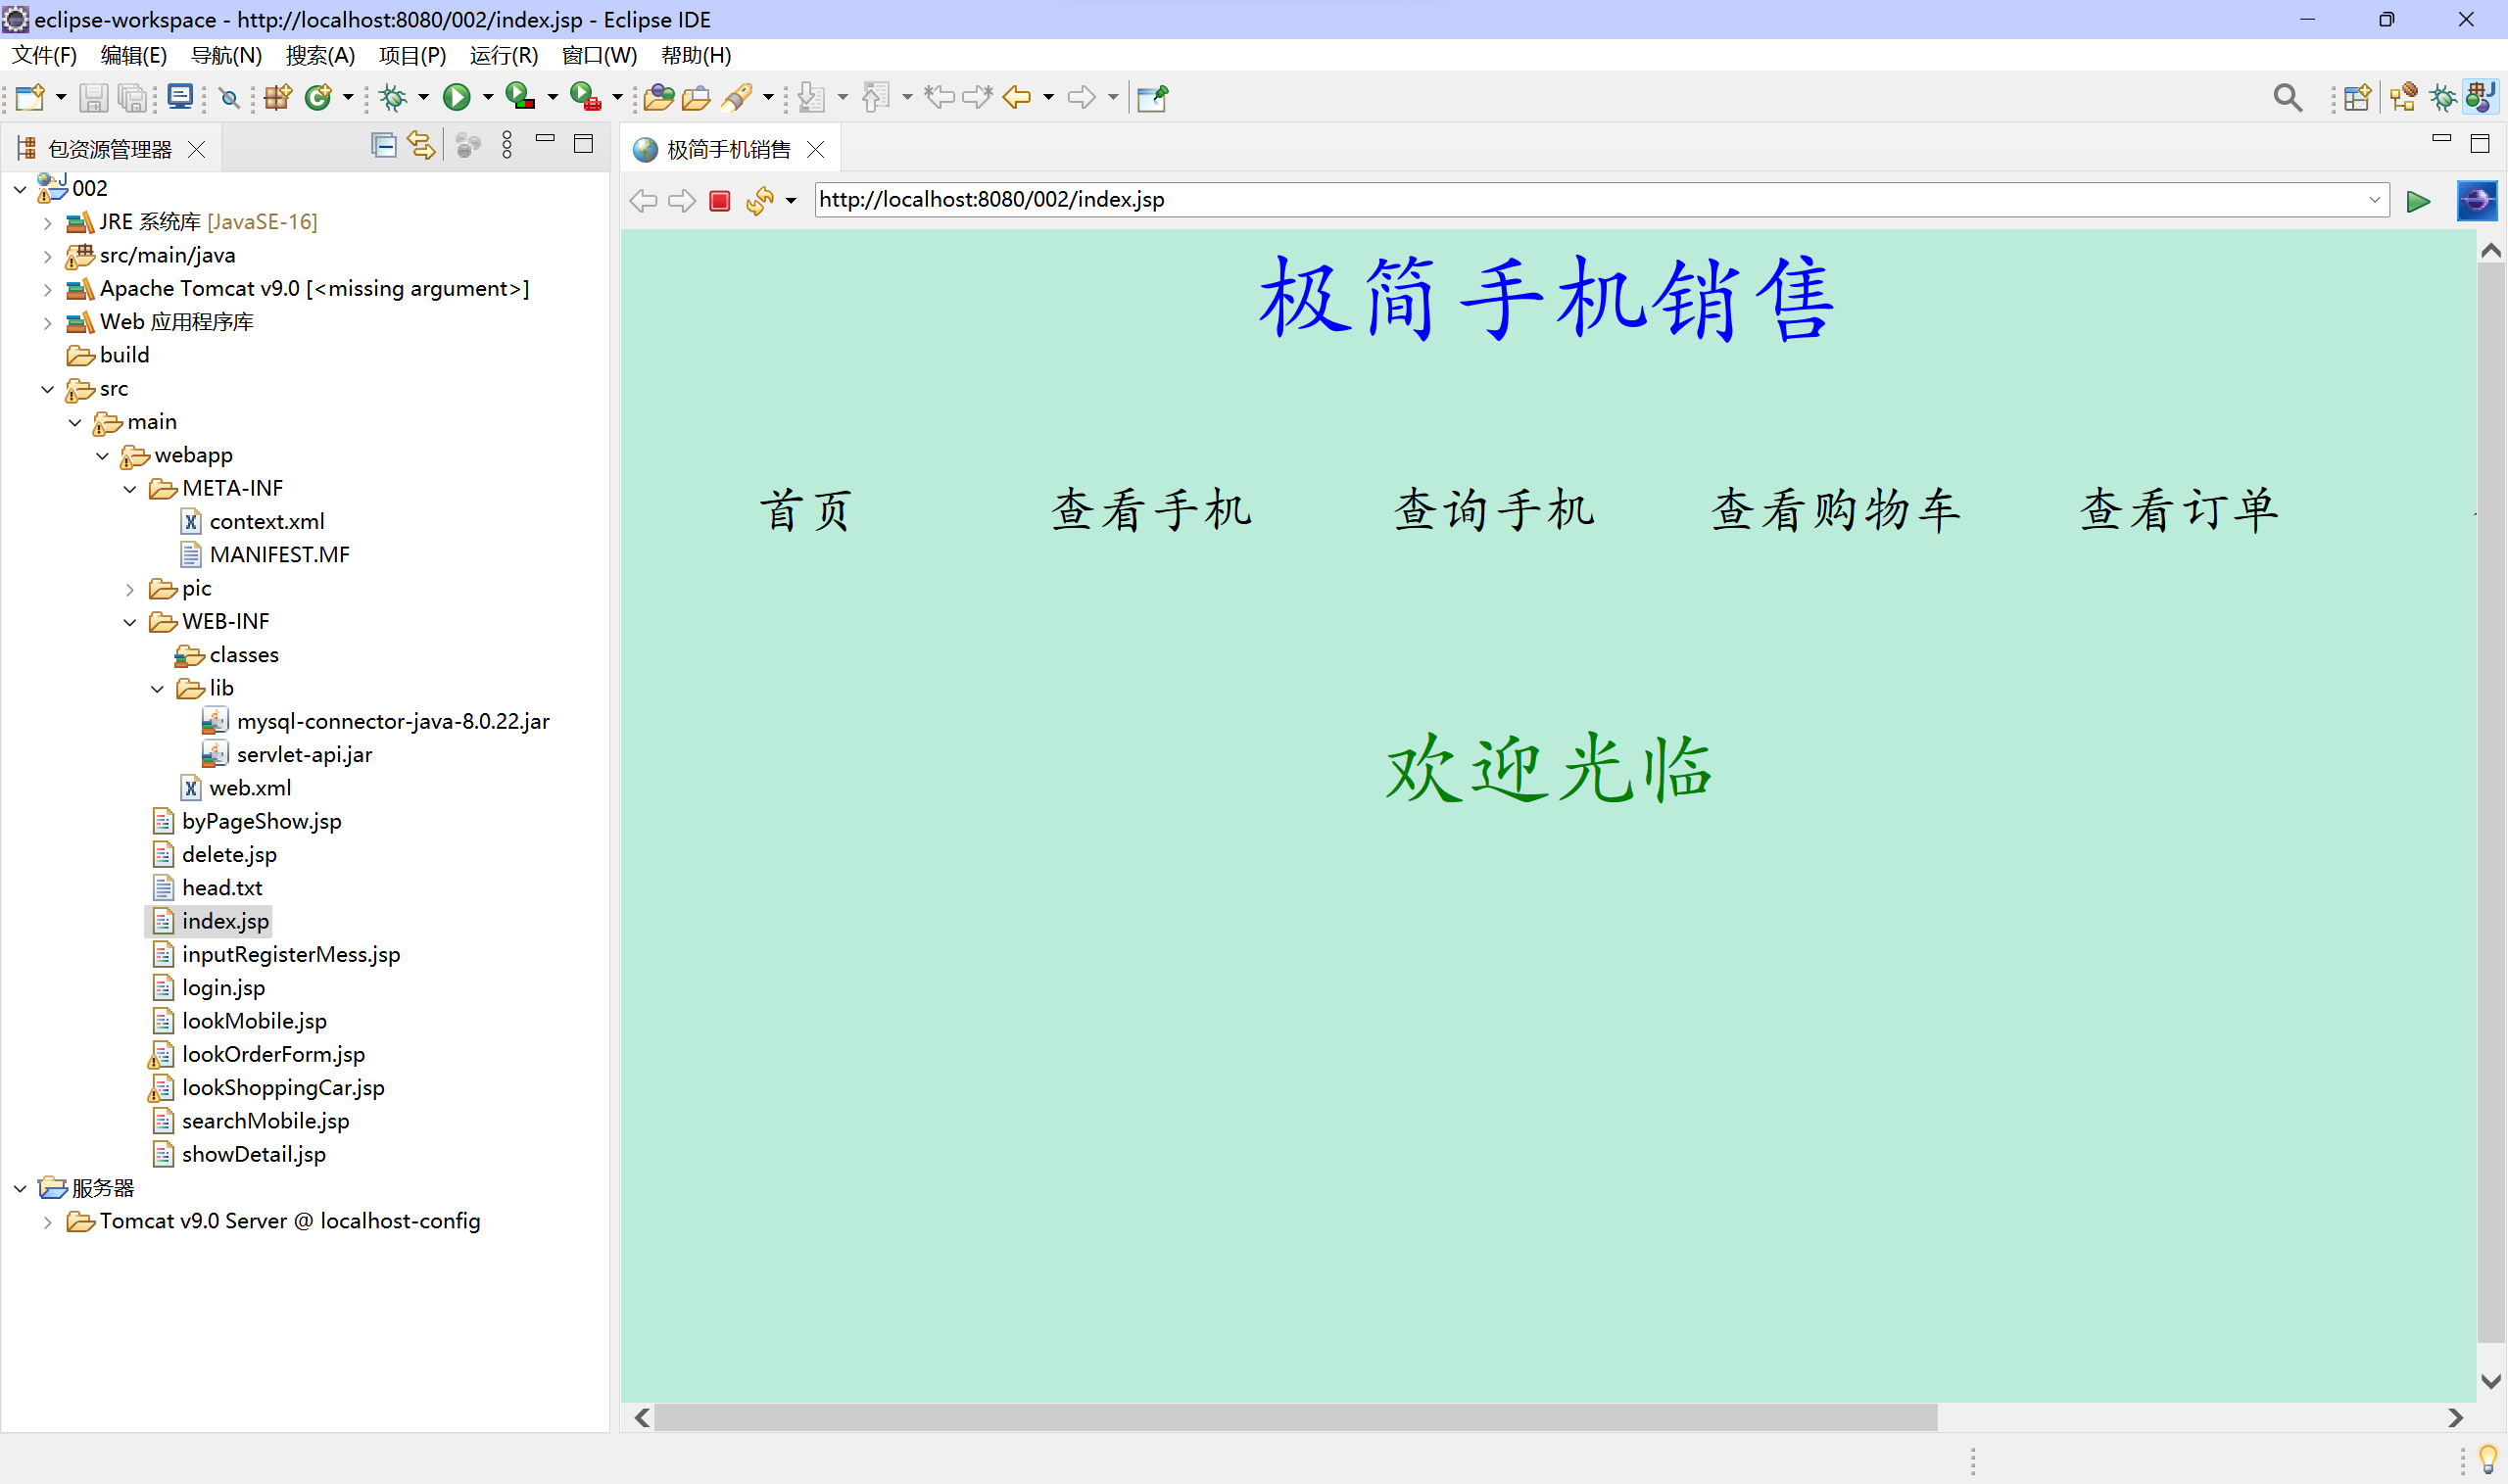 eclipse-workspace - http://localhost:8080/002/index.jsp - Eclipse IDE
文件(F) 编辑(E) 导航(N) 搜索(A) 项目(P) 运行(R) 窗口(W) 帮助(H)
包资源管理器
002
JRE 系统库 [JavaSE-16]
src/main/java
Apache Tomcat v9.0 [<missing argument>]
Web 应用程序库
build
src
main
webapp
META-INF
context.xml
MANIFEST.MF
pic
WEB-INF
classes
lib
mysql-connector-java-8.0.22.jar
servlet-api.jar
web.xml
byPageShow.jsp
delete.jsp
head.txt
index.jsp
inputRegisterMess.jsp
login.jsp
lookMobile.jsp
lookOrderForm.jsp
lookShoppingCar.jsp
searchMobile.jsp
showDetail.jsp
服务器
Tomcat v9.0 Server @ localhost-config
极简手机销售
http://localhost:8080/002/index.jsp
极简手机销售
首页 查看手机 查询手机 查看购物车 查看订单
欢迎光临